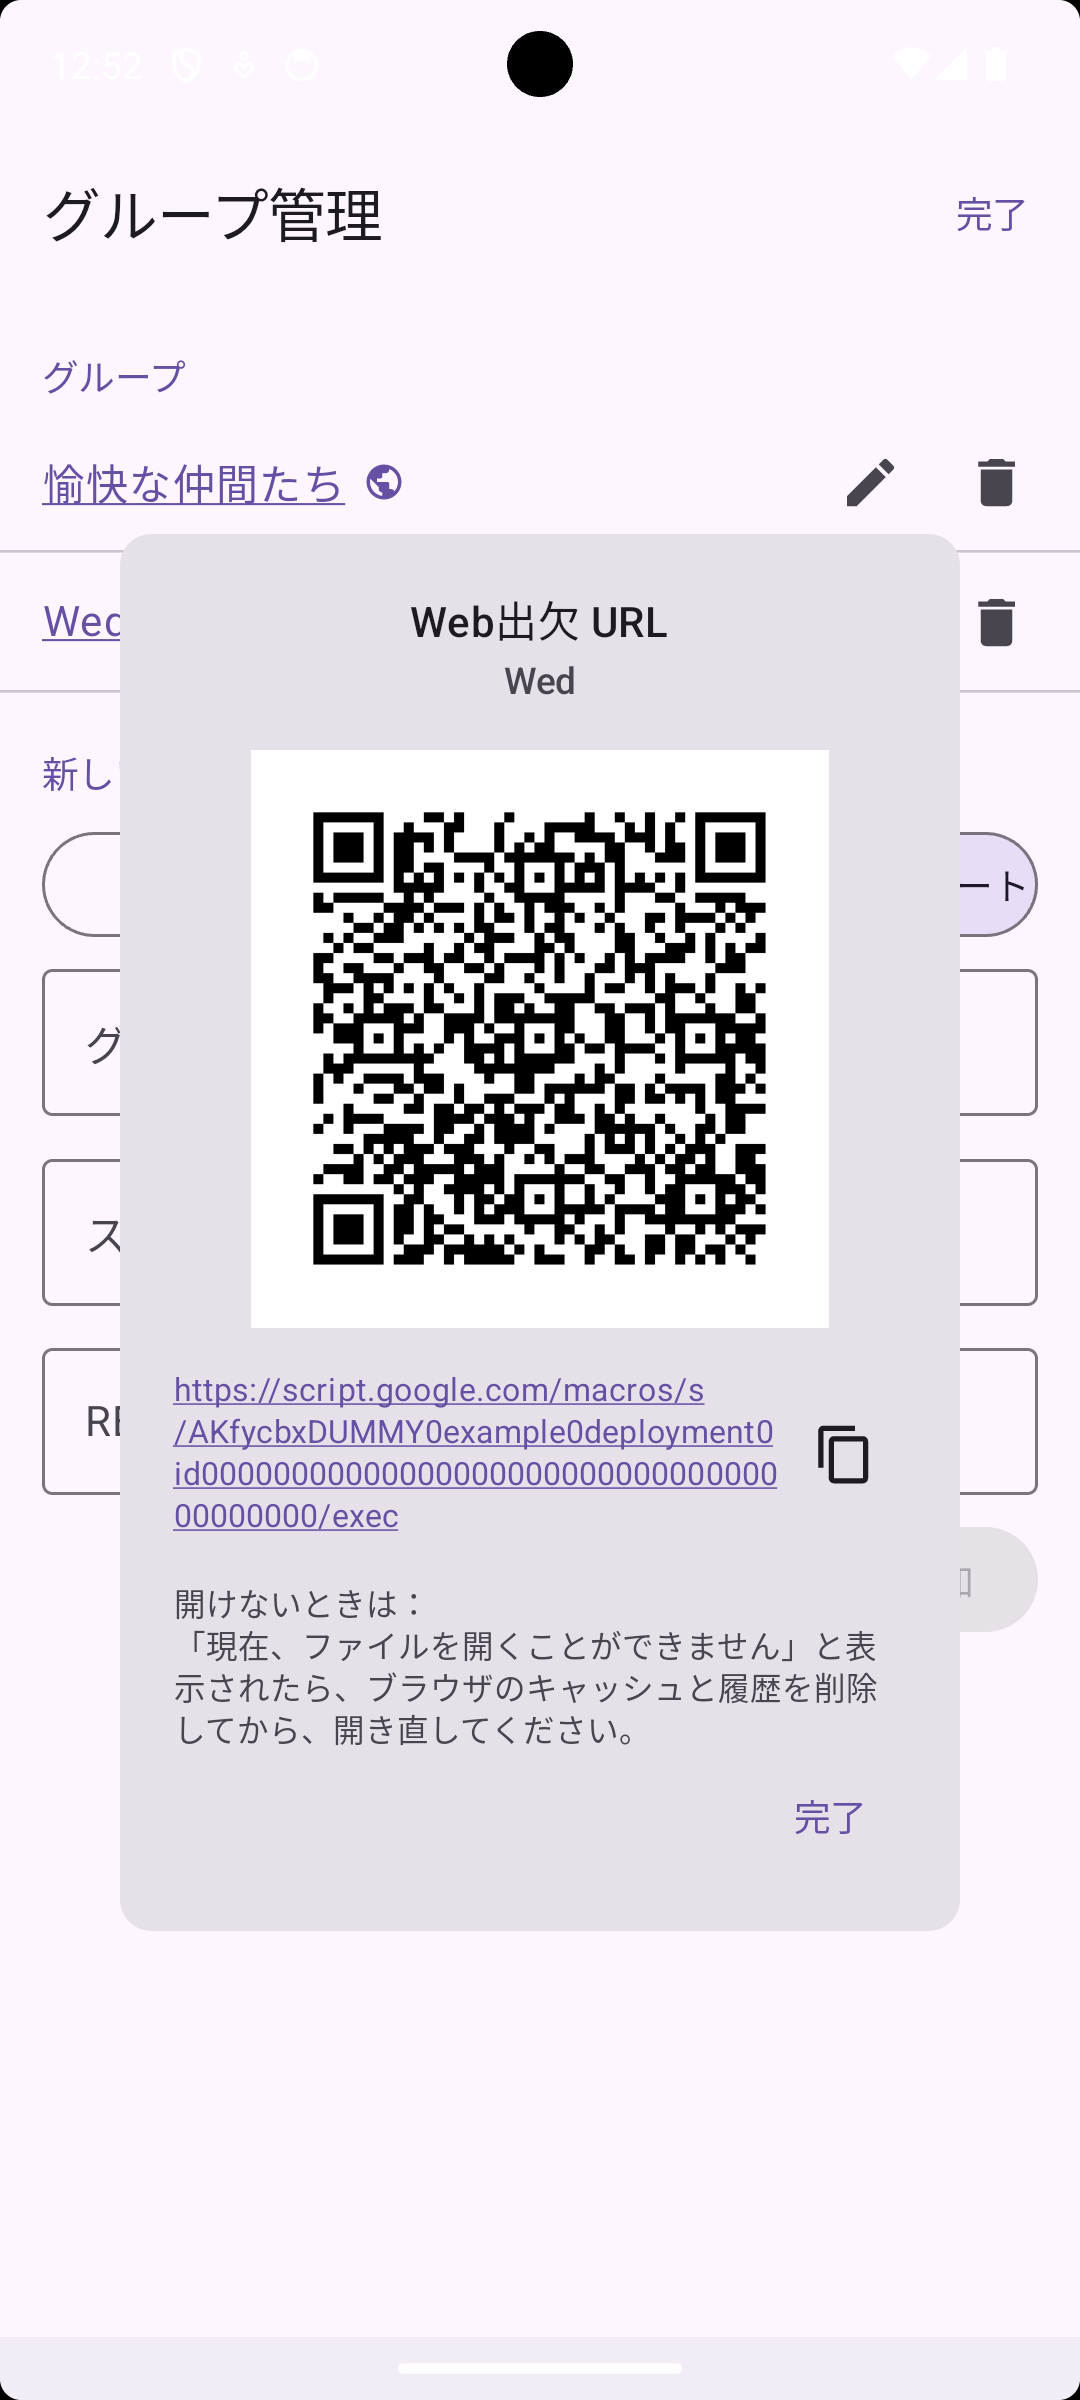 12:52
グループ管理
完了
グループ
愉快な仲間たち
Wed
Web出欠 URL
Wed
新し
ート
グ
ス
https://script.google.com/macros/s
/AKfycbxDUMMY0example0deployment0
id00000000000000000000000000000000
00000000/exec
開けないときは：
「現在、ファイルを開くことができません」と表
示されたら、ブラウザのキャッシュと履歴を削除
してから、開き直してください。
完了